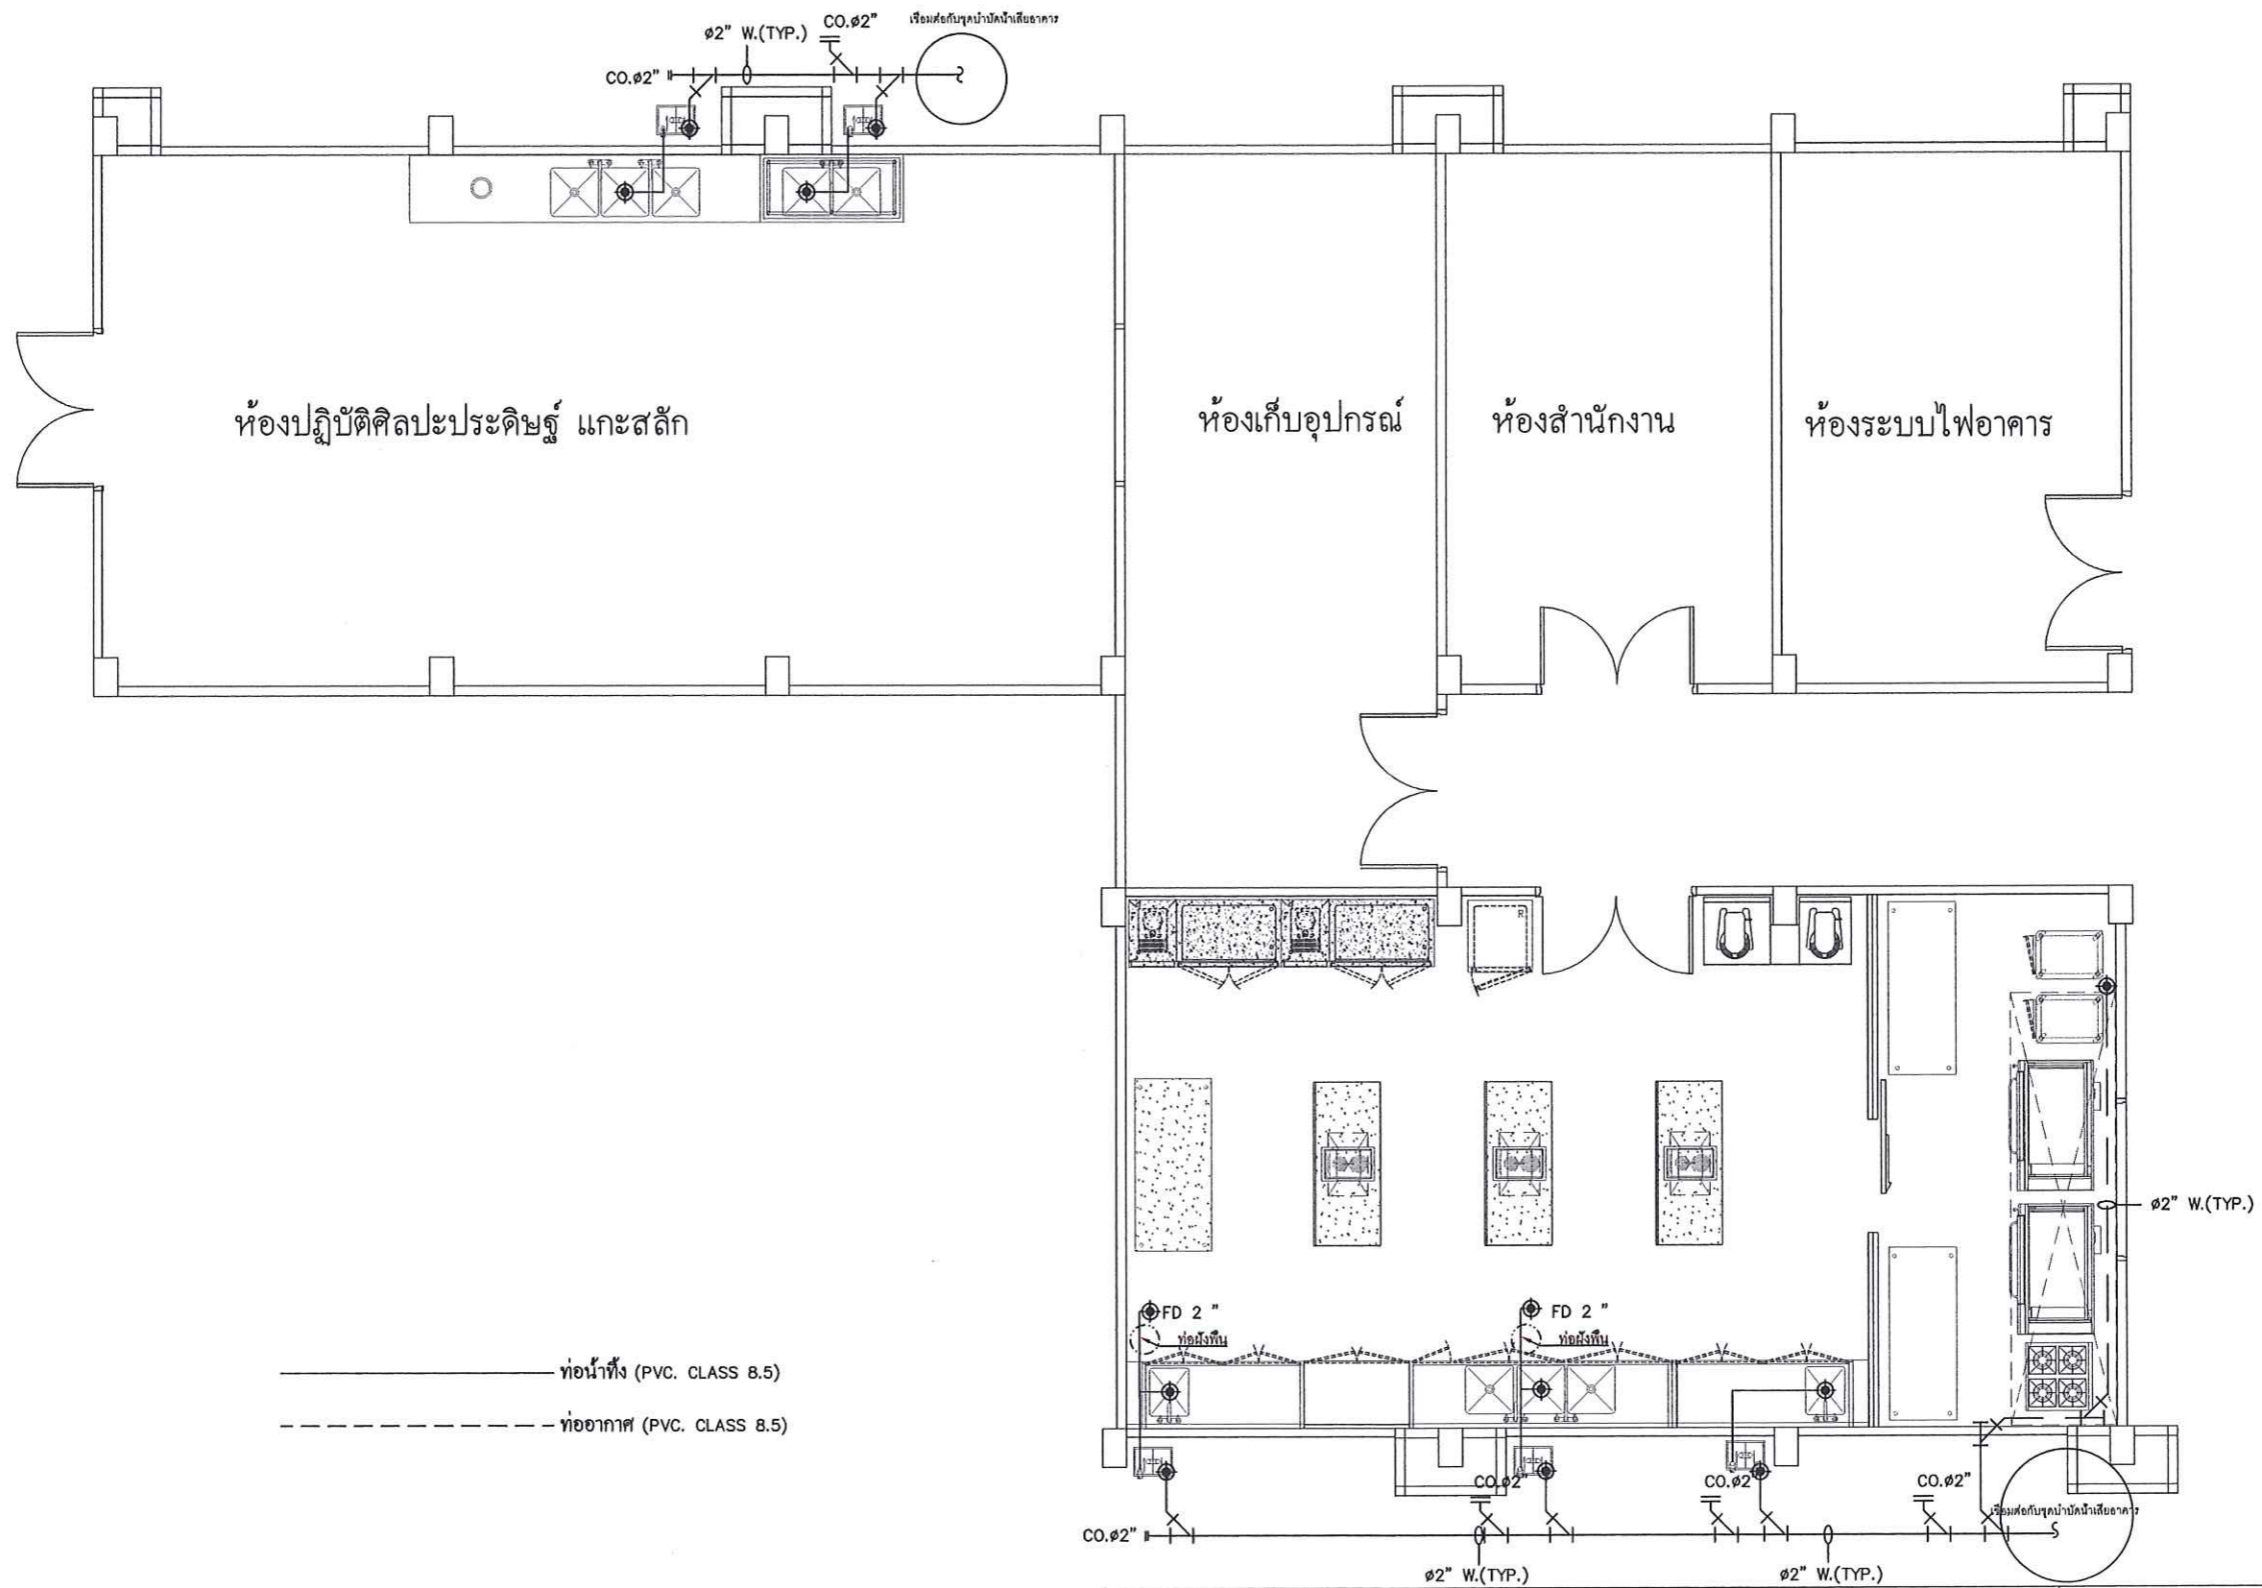 CO.ø2" เชื่อมต่อกับชุดบำบัดน้ำเสียอาคาร
ø2" W.(TYP.)
CO.ø2"
ห้องปฏิบัติศิลปะประดิษฐ์ แกะสลัก
ห้องเก็บอุปกรณ์
ห้องสำนักงาน
ห้องระบบไฟอาคาร
R
ø2" W.(TYP.)
FD 2 "
FD 2 "
ท่อฝังพื้น
ท่อฝังพื้น
ท่อน้ำทิ้ง (PVC. CLASS 8.5)
ท่ออากาศ (PVC. CLASS 8.5)
CO.ø2"
CO.ø2"
CO.ø2"
เชื่อมต่อกับชุดบำบัดน้ำเสียอาคาร
CO.ø2"
ø2" W.(TYP.)
ø2" W.(TYP.)